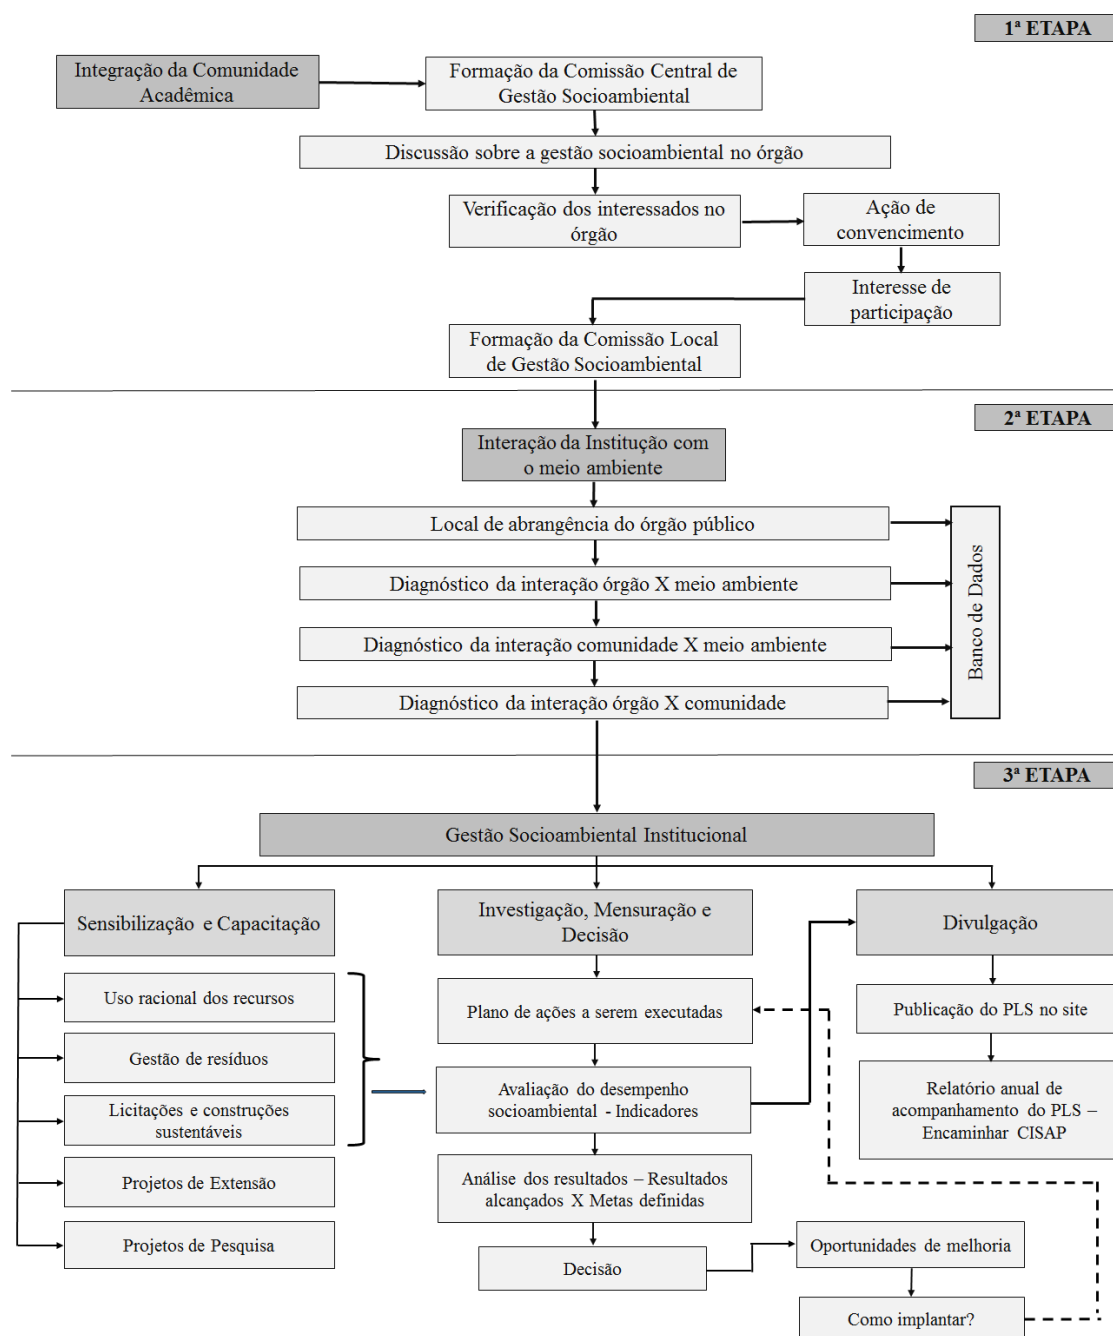 1ª ETAPA
Integração da Comunidade
Acadêmica
Formação da Comissão Central de
Gestão Socioambiental
Discussão sobre a gestão socioambiental no órgão
Verificação dos interessados no
órgão
Ação de
convencimento
Interesse de
participação
Formação da Comissão Local
de Gestão Socioambiental
2ª ETAPA
Interação da Institução com
o meio ambiente
Local de abrangência do órgão público
Diagnóstico da interação órgão X meio ambiente
Diagnóstico da interação comunidade X meio ambiente
Diagnóstico da interação órgão X comunidade
Banco de Dados
3ª ETAPA
Gestão Socioambiental Institucional
Sensibilização e Capacitação
Uso racional dos recursos
Gestão de resíduos
Licitações e construções
sustentáveis
Projetos de Extensão
Projetos de Pesquisa
Investigação, Mensuração e
Decisão
Plano de ações a serem executadas
Avaliação do desempenho
socioambiental - Indicadores
Análise dos resultados – Resultados
alcançados X Metas definidas
Decisão
Oportunidades de melhoria
Como implantar?
Divulgação
Publicação do PLS no site
Relatório anual de
acompanhamento do PLS –
Encaminhar CISAP